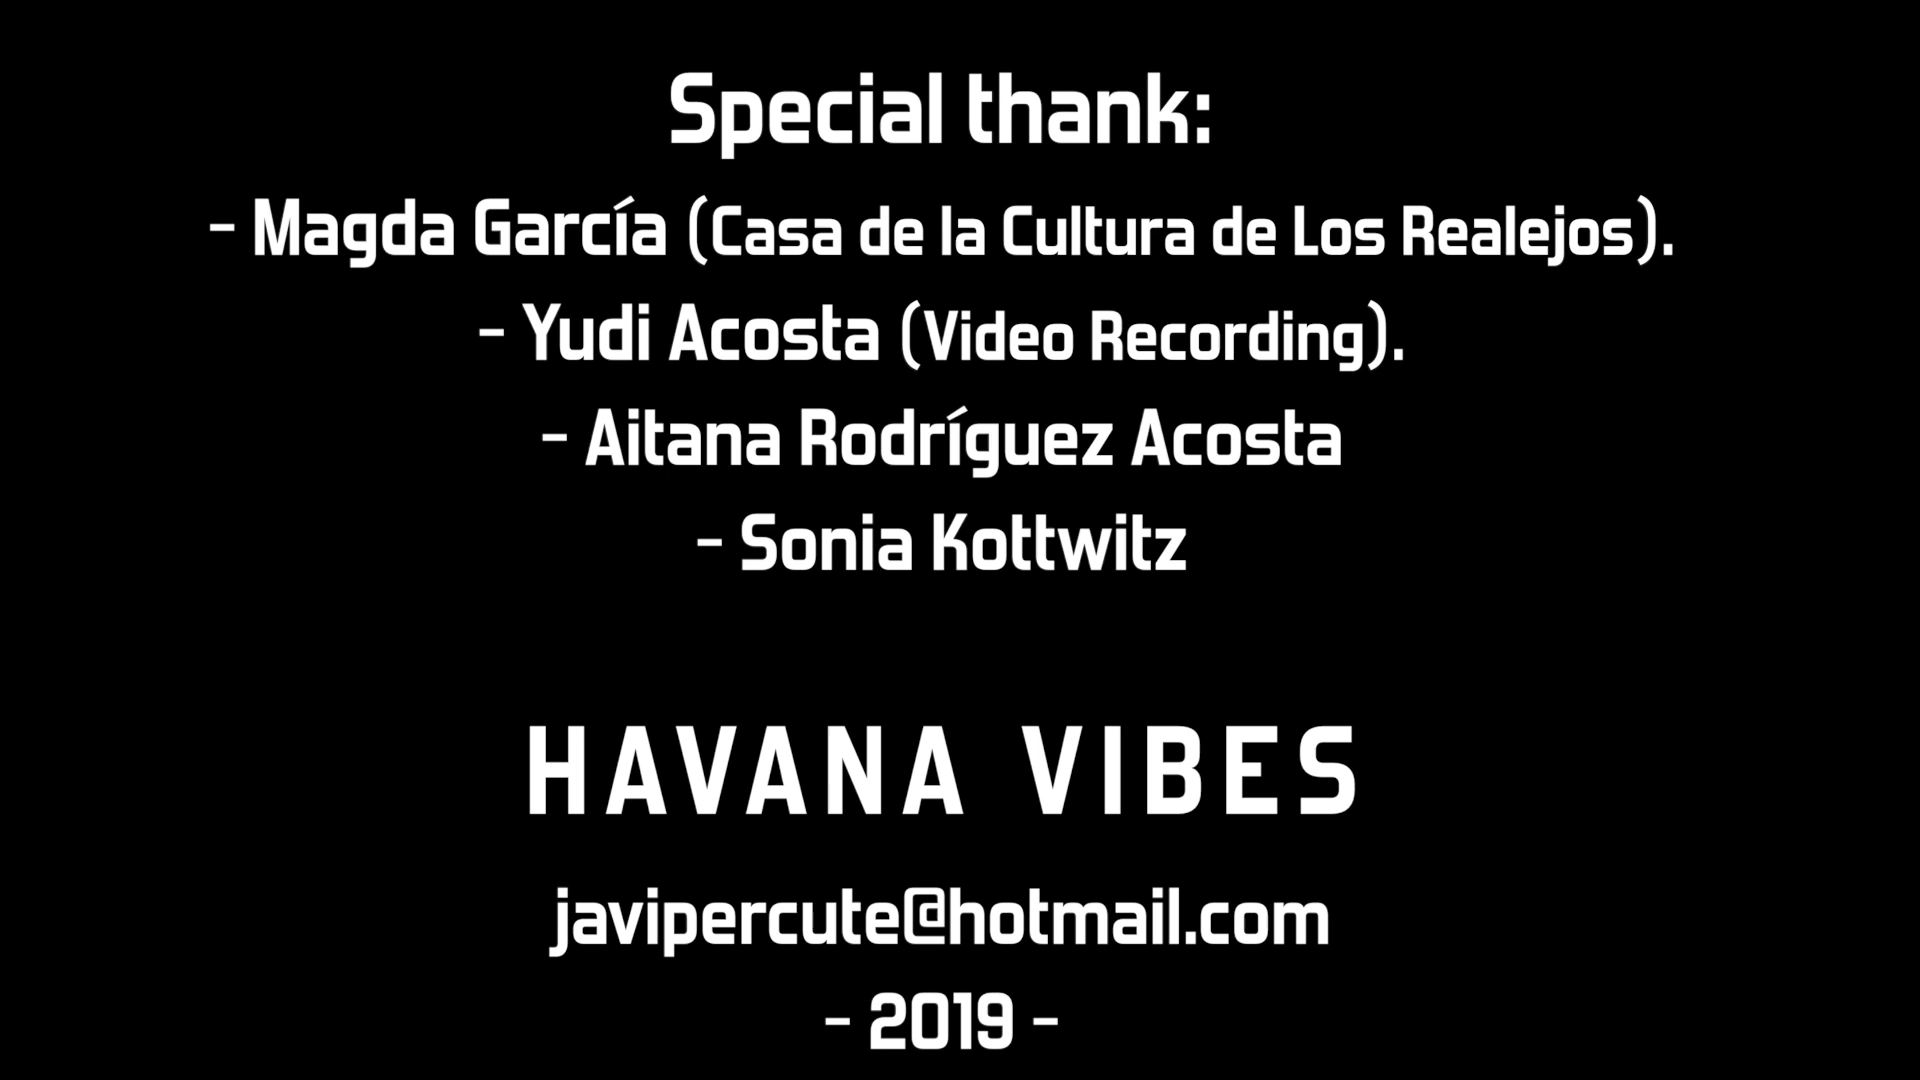 Special thank:
- Magda García (Casa de la Cultura de Los Realejos).
- Yudi Acosta (Video Recording).
- Aitana Rodríguez Acosta
- Sonia Kottwitz
HAVANA VIBES
javipercute@hotmail.com
- 2019 -